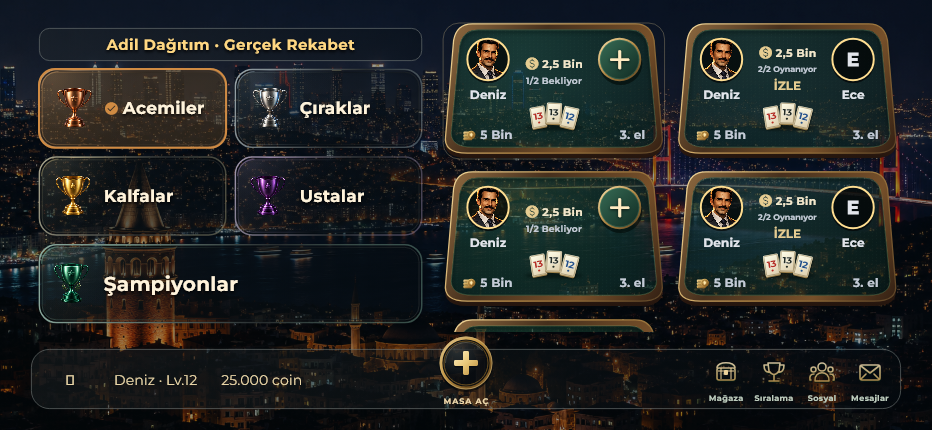 Adil Dağıtım · Gerçek Rekabet
Acemiler
Çıraklar
Kalfalar
Ustalar
Şampiyonlar
$ 2,5 Bin
1/2 Bekliyor
Deniz
13 13 12
5 Bin
3. el
$ 2,5 Bin
2/2 Oynanıyor
İZLE
E
Deniz
Ece
13 13 12
5 Bin
3. el
$ 2,5 Bin
1/2 Bekliyor
Deniz
13 13 12
5 Bin
3. el
$ 2,5 Bin
2/2 Oynanıyor
İZLE
E
Deniz
Ece
13 13 12
5 Bin
3. el
Deniz · Lv.12
25.000 coin
MASA AÇ
Mağaza
Sıralama
Sosyal
Mesajlar